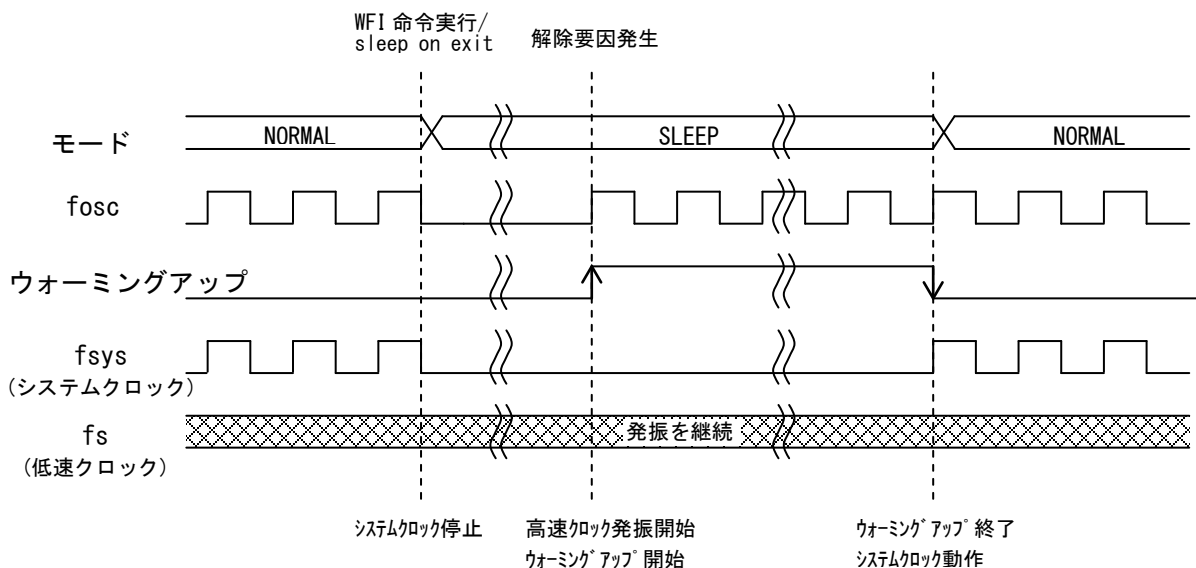 WFI 命令実行/
sleep on exit
解除要因発生
モード
NORMAL
SLEEP
NORMAL
fosc
ウォーミングアップ
fsys
(システムクロック)
fs
(低速クロック)
発振を継続
ｼｽﾃﾑｸﾛｯｸ停止
高速ｸﾛｯｸ発振開始
ｳｫｰﾐﾝｸﾞｱｯﾌﾟ開始
ｳｫｰﾐﾝｸﾞｱｯﾌﾟ終了
ｼｽﾃﾑｸﾛｯｸ動作